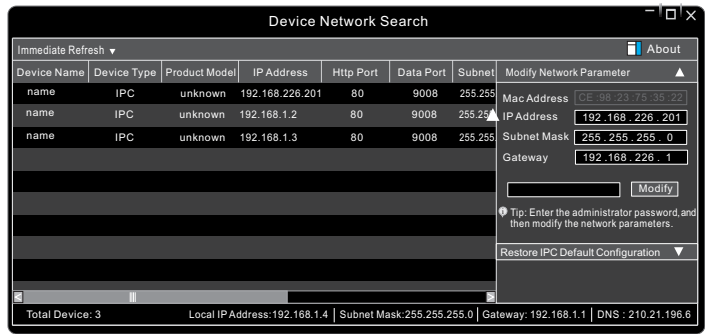 Device Network Search
Immediate Refresh ▼ About
Device Name Device Type Product Model IP Address Http Port Data Port Subnet
name IPC unknown 192.168.226.201 80 9008 255.255
name IPC unknown 192.168.1.2 80 9008 255.255
name IPC unknown 192.168.1.3 80 9008 255.255
Modify Network Parameter
Mac Address CE :98 :23 :75 :35 :22
IP Address 192 .168 . 226 . 201
Subnet Mask 255 . 255 . 255 . 0
Gateway 192 .168 . 226 . 1
Modify
Tip: Enter the administrator password, and
then modify the network parameters.
Restore IPC Default Configuration
Total Device: 3 Local IP Address:192.168.1.4 Subnet Mask:255.255.255.0 Gateway: 192.168.1.1 DNS : 210.21.196.6